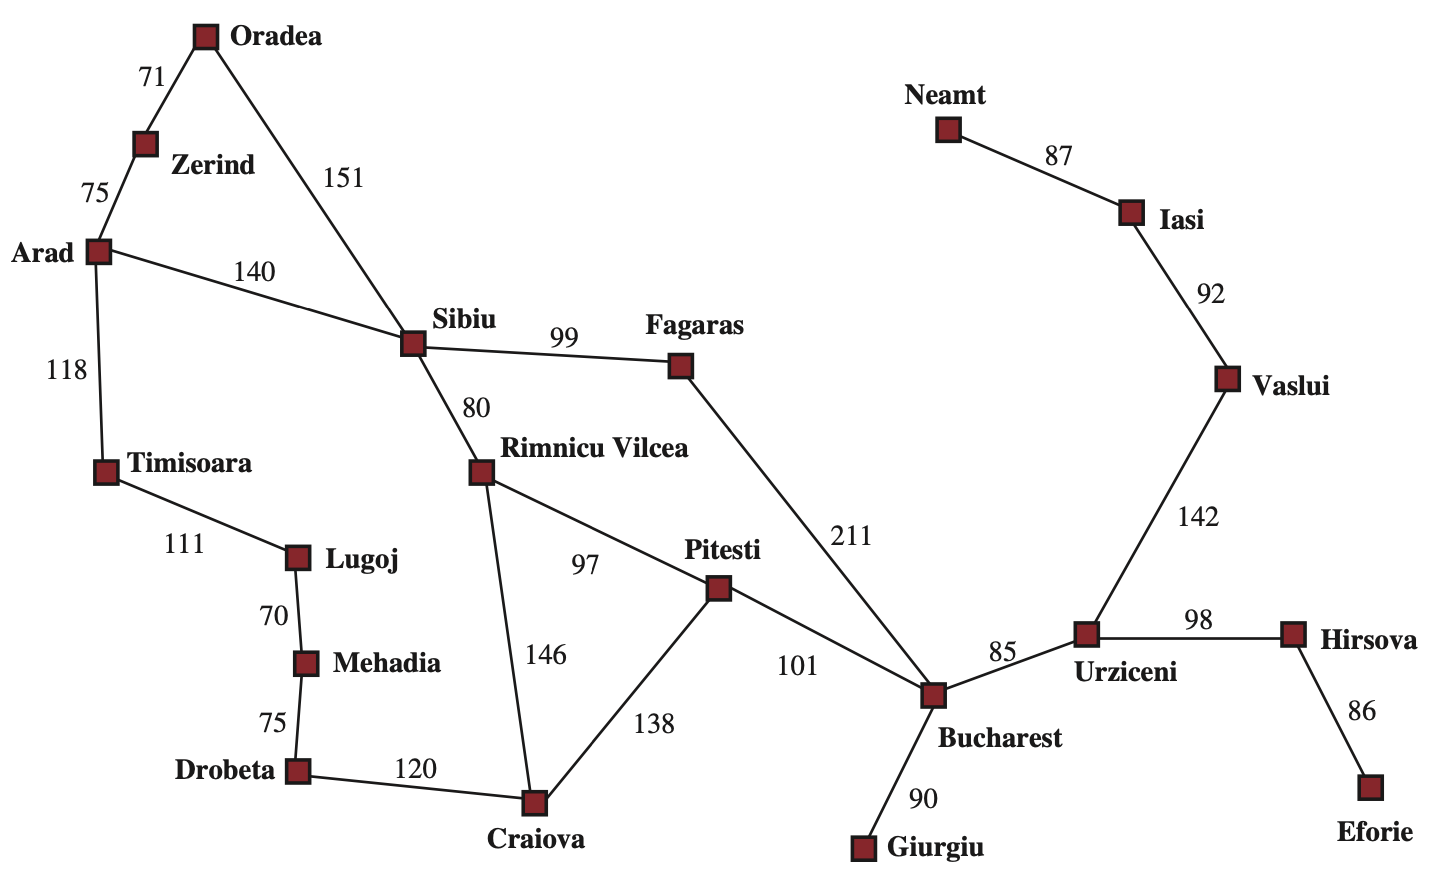 Oradea
71
Neamt
87
Zerind
151
75
Iasi
Arad
140
92
Sibiu
Fagaras
99
118
Vaslui
80
Rimnicu Vilcea
Timisoara
142
211
111
Pitesti
Lugoj
97
70
98
Hirsova
146
85
Mehadia
101
Urziceni
86
75
138
Bucharest
Drobeta
120
90
Eforie
Craiova
Giurgiu